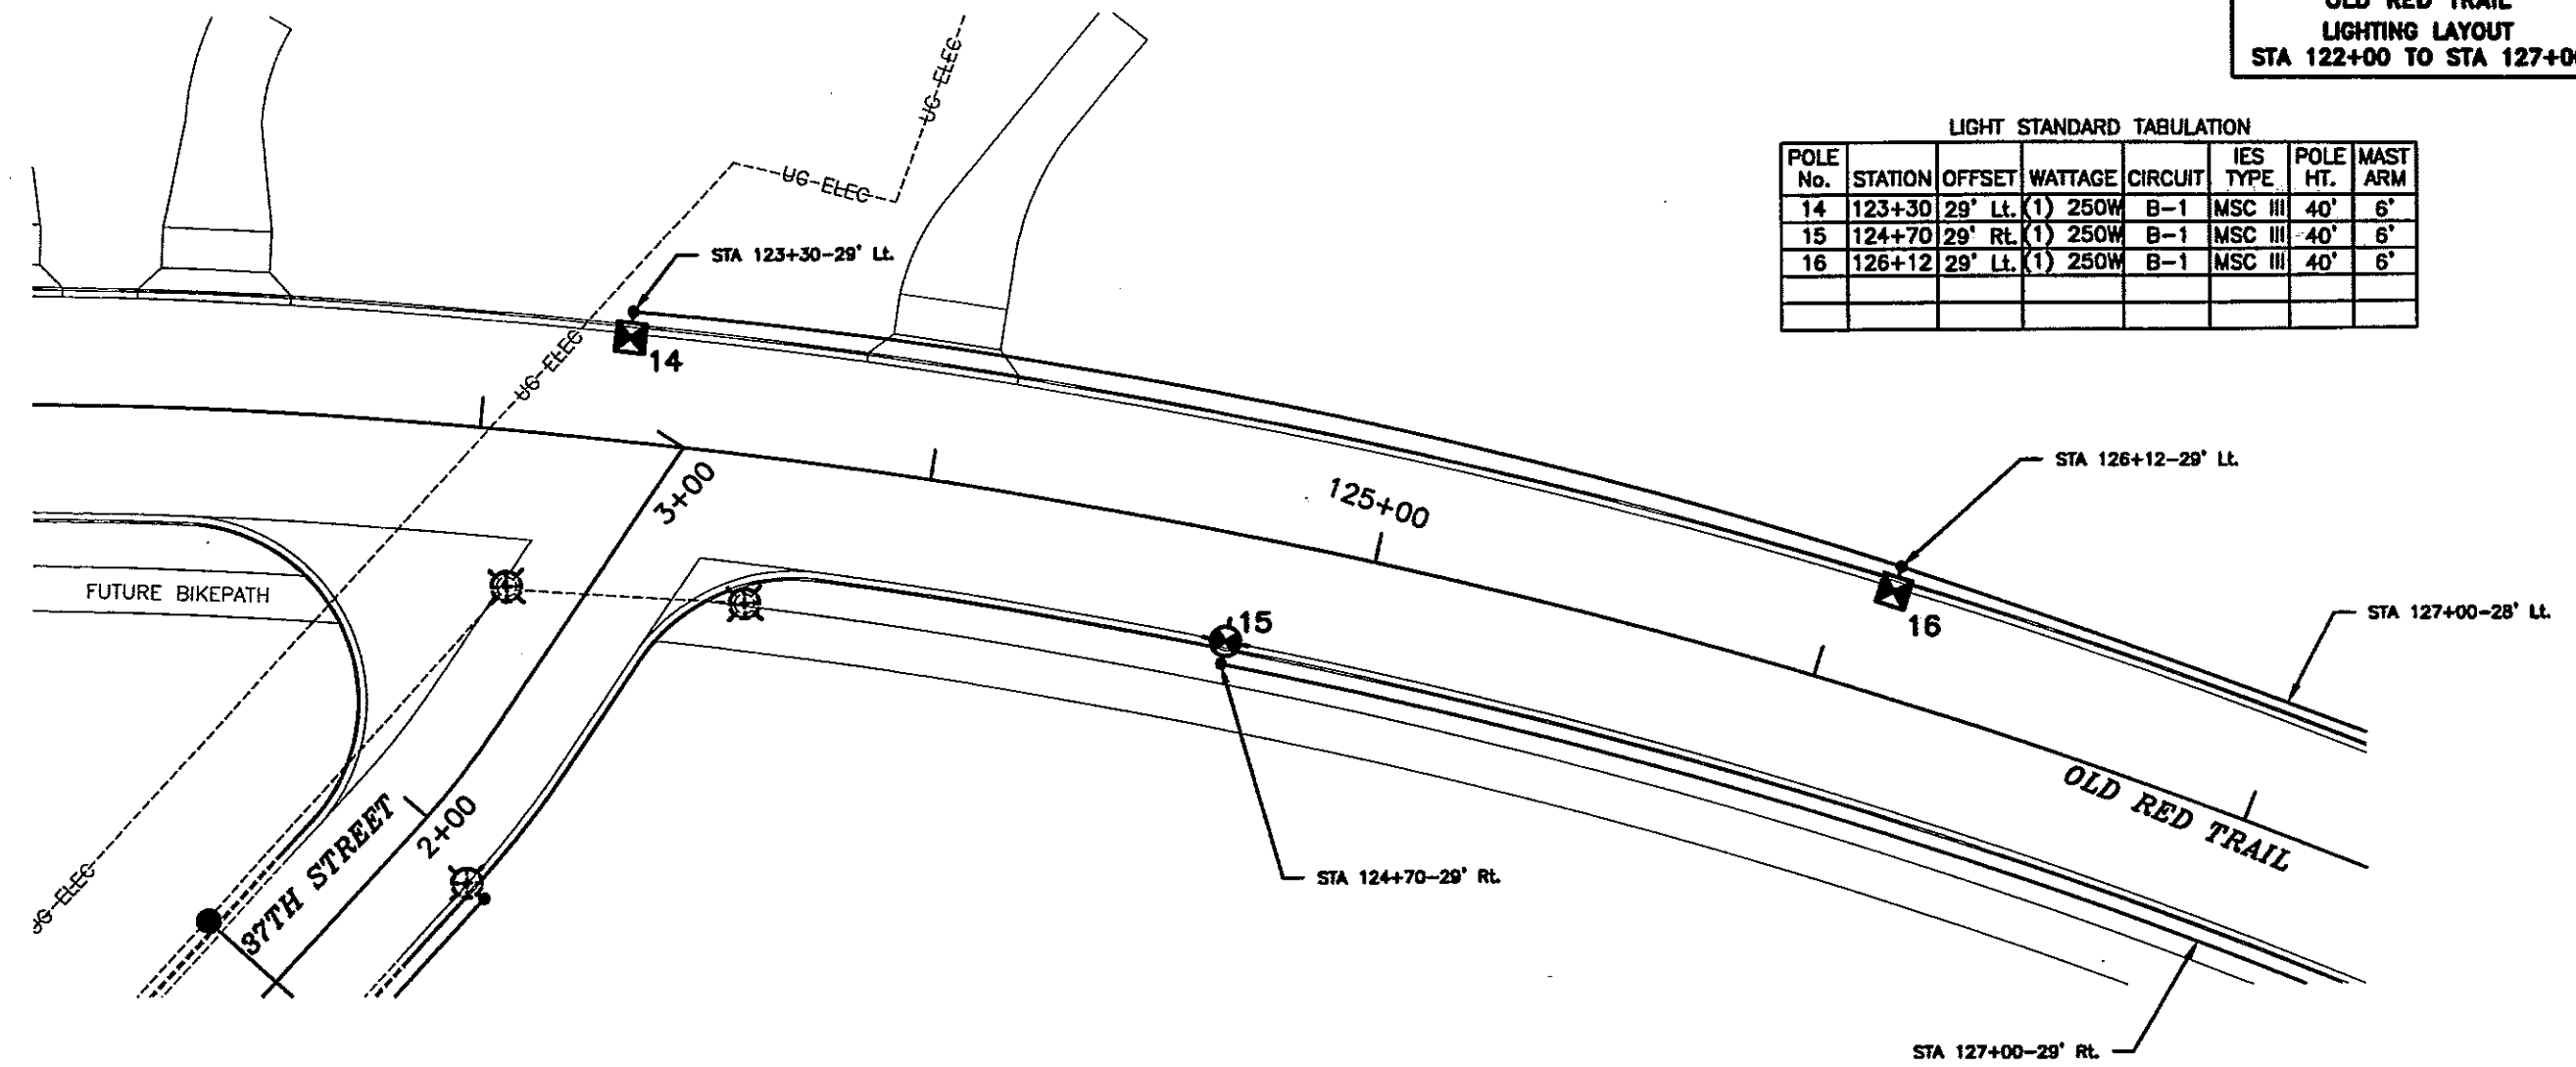 OLD RED TRAIL
LIGHTING LAYOUT
STA 122+00 TO STA 127+00
LIGHT STANDARD TABULATION
POLE No. STATION OFFSET WATTAGE CIRCUIT IES TYPE POLE HT. MAST ARM
14 123+30 29' Lt. (1) 250W B-1 MSC III 40' 6'
15 124+70 29' Rt. (1) 250W B-1 MSC III 40' 6'
16 126+12 29' Lt. (1) 250W B-1 MSC III 40' 6'
UG-ELEC
UG-ELEC
STA 123+30-29' Lt.
UG-ELEC
14
3+00
125+00
STA 126+12-29' Lt.
FUTURE BIKEPATH
15
16
STA 127+00-28' Lt.
OLD RED TRAIL
2+00
37TH STREET
UG-ELEC
STA 124+70-29' Rt.
STA 127+00-29' Rt.